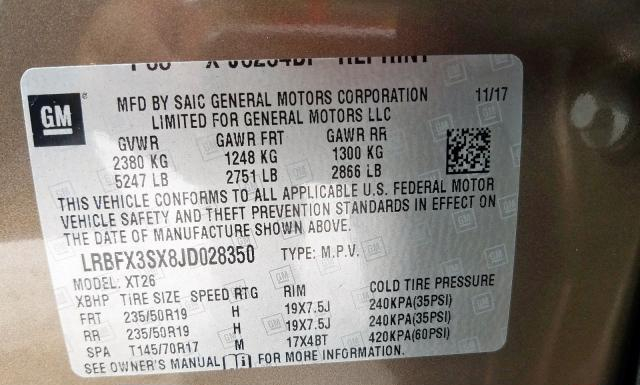 REPRINT
GM
MFD BY SAIC GENERAL MOTORS CORPORATION 11/17
LIMITED FOR GENERAL MOTORS LLC
GVWR GAWR FRT GAWR RR
2380 KG 1248 KG 1300 KG
5247 LB 2751 LB 2866 LB
THIS VEHICLE CONFORMS TO ALL APPLICABLE U.S. FEDERAL MOTOR
VEHICLE SAFETY AND THEFT PREVENTION STANDARDS IN EFFECT ON
THE DATE OF MANUFACTURE SHOWN ABOVE.
LRBFX3SX8JD028350 TYPE: M.P.V.
MODEL: XT26
XBHP TIRE SIZE SPEED RTG RIM COLD TIRE PRESSURE
FRT 235/50R19 H 19X7.5J 240KPA(35PSI)
RR 235/50R19 H 19X7.5J 240KPA(35PSI)
SPA T145/70R17 M 17X4BT 420KPA(60PSI)
SEE OWNER'S MANUAL FOR MORE INFORMATION.